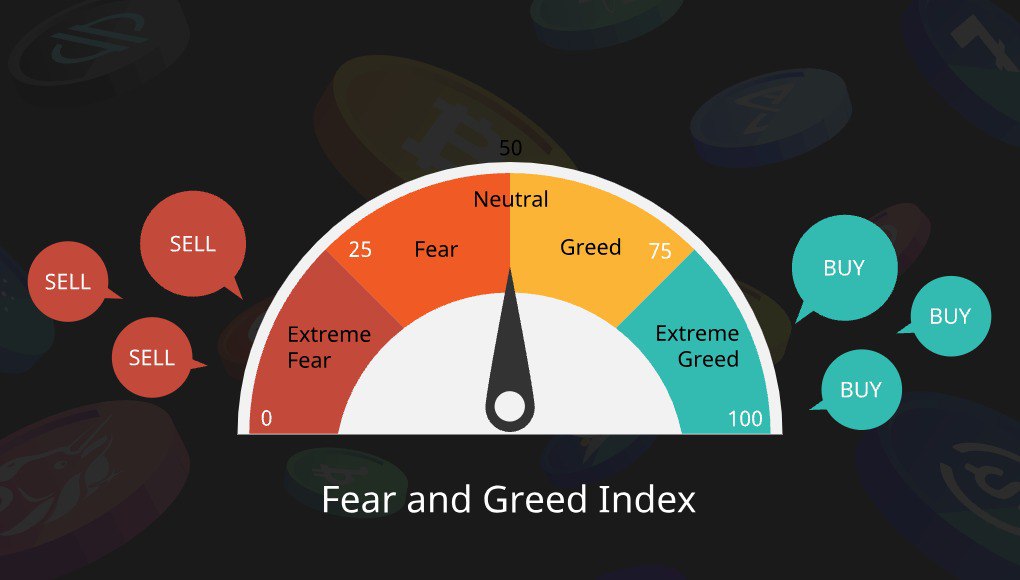 50
Neutral
SELL
25
Fear
Greed
75
BUY
SELL
BUY
SELL
Extreme
Fear
Extreme
Greed
BUY
0
100
Fear and Greed Index